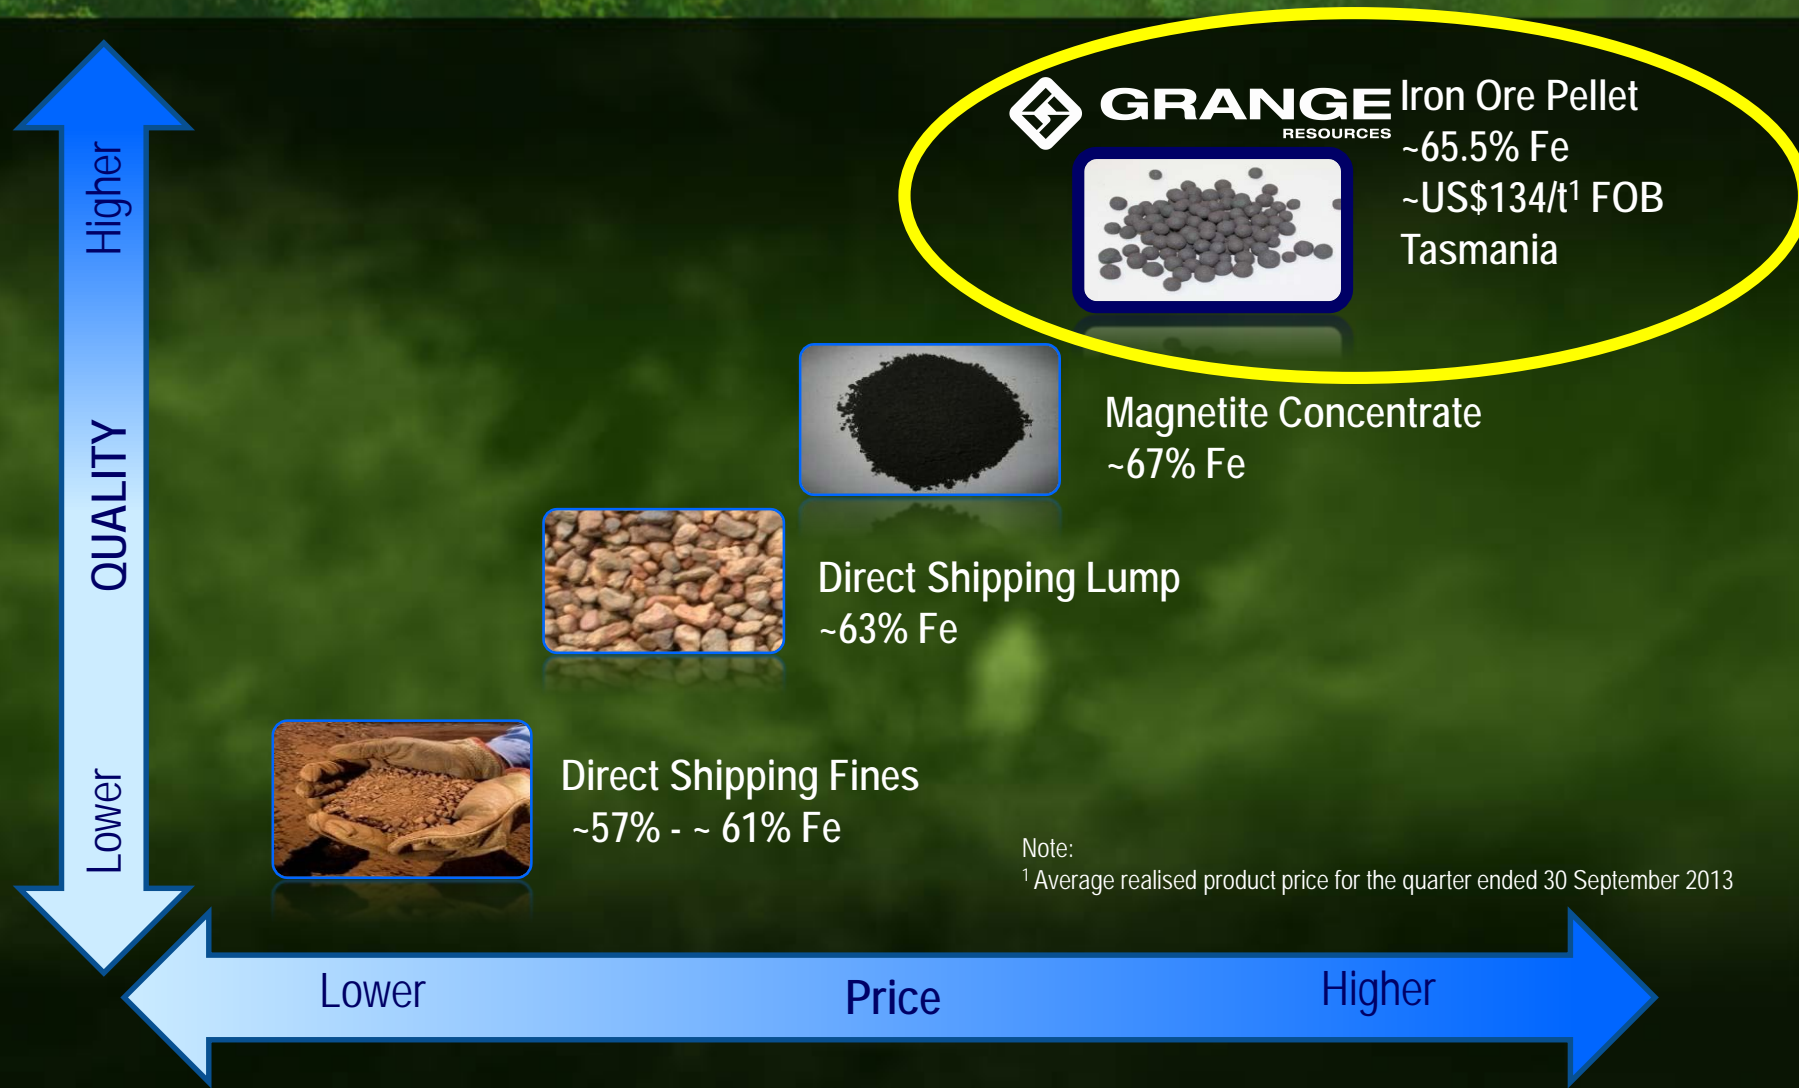 GRANGE
RESOURCES
Iron Ore Pellet
~65.5% Fe
~US$134/t¹ FOB
Tasmania
Magnetite Concentrate
~67% Fe
Direct Shipping Lump
~63% Fe
Direct Shipping Fines
~57% - ~ 61% Fe
Note:
¹ Average realised product price for the quarter ended 30 September 2013
Higher
QUALITY
Lower
Lower
Price
Higher